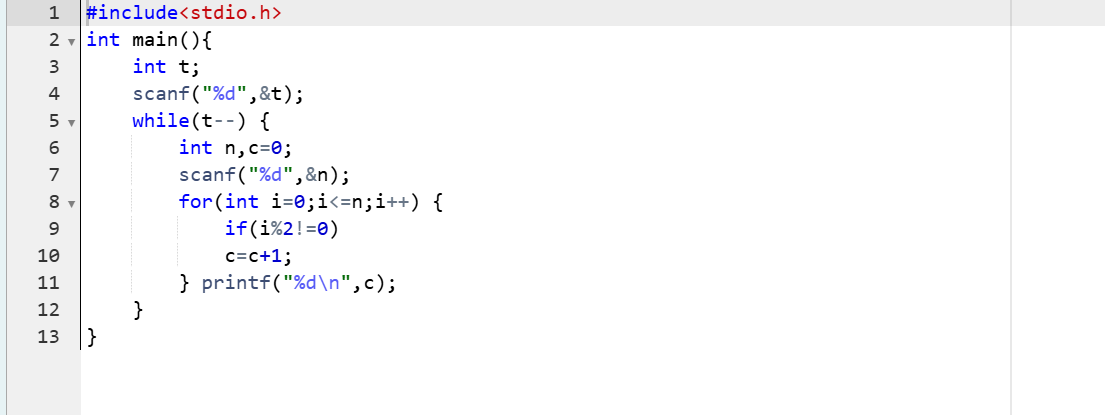 1 #include<stdio.h>
2 int main(){
3     int t;
4     scanf("%d",&t);
5     while(t--) {
6         int n,c=0;
7         scanf("%d",&n);
8         for(int i=0;i<=n;i++) {
9             if(i%2!=0)
10             c=c+1;
11         } printf("%d\n",c);
12     }
13 }